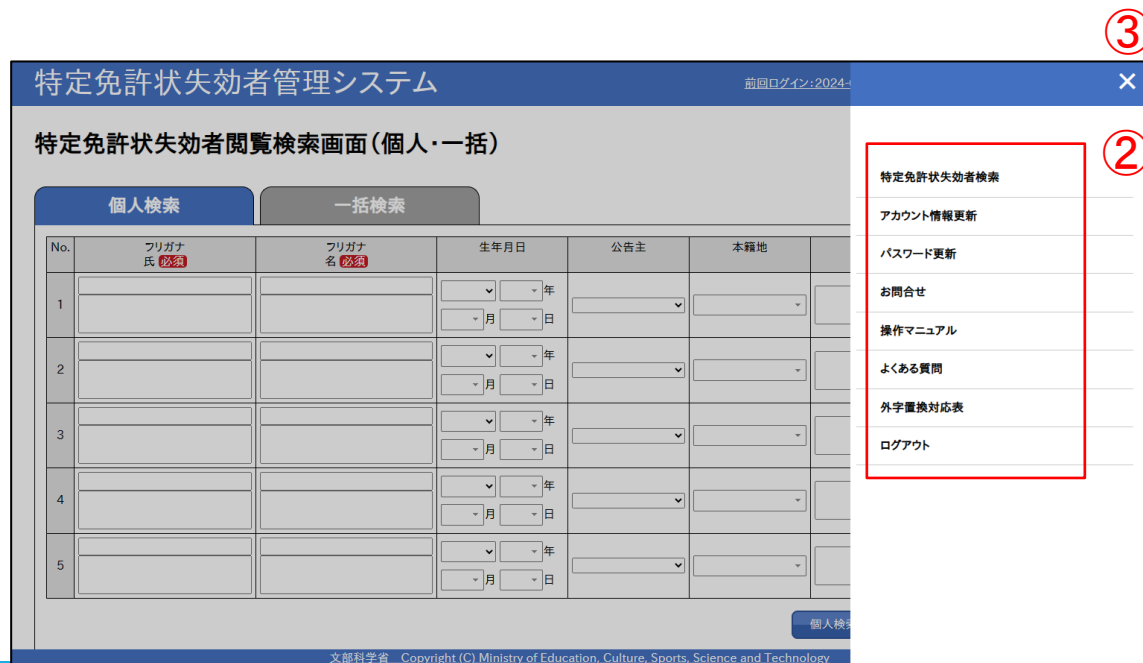 ③
特定免許状失効者管理システム
前回ログイン:2024-
×
特定免許状失効者閲覧検索画面(個人・一括)
②
個人検索
一括検索
No.
フリガナ
氏 必須
フリガナ
名 必須
生年月日
公告主
本籍地
1
年
月
日
2
年
月
日
3
年
月
日
4
年
月
日
5
年
月
日
個人検
特定免許状失効者検索
アカウント情報更新
パスワード更新
お問合せ
操作マニュアル
よくある質問
外字置換対応表
ログアウト
文部科学省 Copyright (C) Ministry of Education, Culture, Sports, Science and Technology